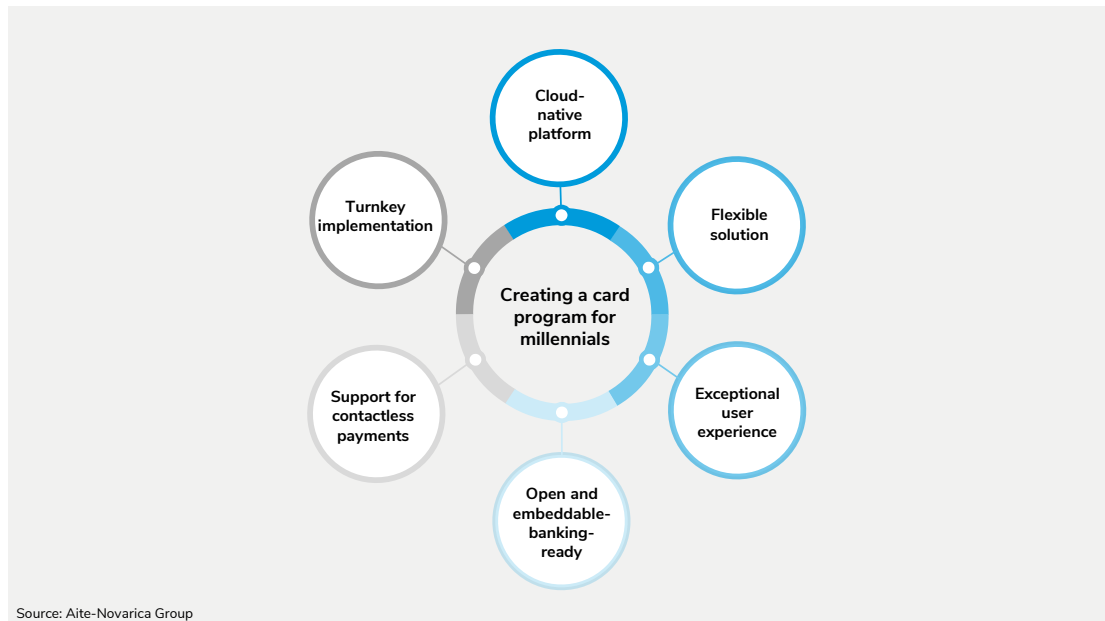 Cloud-
native
platform
Flexible
solution
Exceptional
user
experience
Open and
embeddable-
banking-
ready
Support for
contactless
payments
Turnkey
implementation
Creating a card
program for
millennials
Source: Aite-Novarica Group